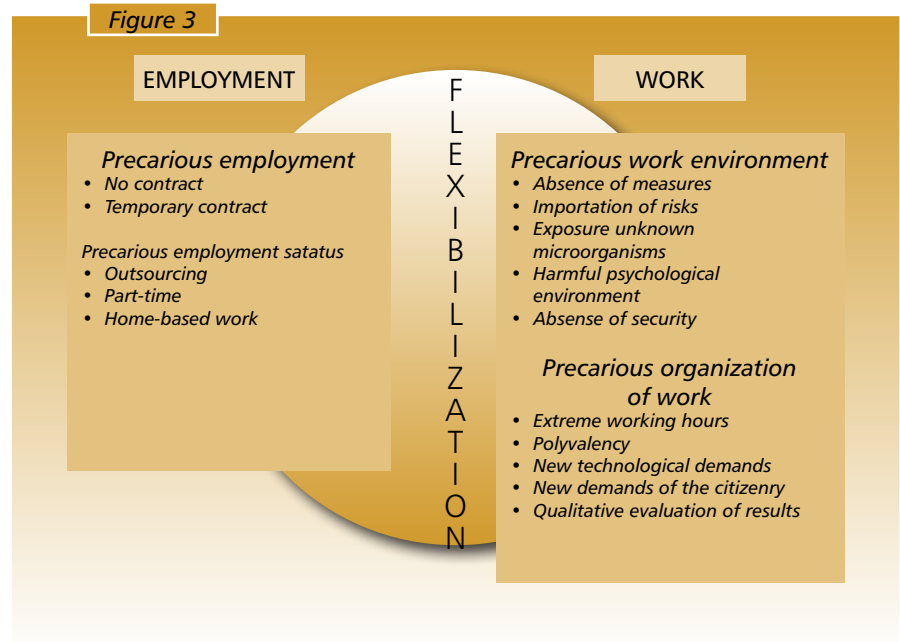 Figure 3
EMPLOYMENT
Precarious employment
• No contract
• Temporary contract
Precarious employment satatus
• Outsourcing
• Part-time
• Home-based work
FLEXIBILIZATION
WORK
Precarious work environment
• Absence of measures
• Importation of risks
• Exposure unknown
microorganisms
• Harmful psychological
environment
• Absense of security
Precarious organization
of work
• Extreme working hours
• Polyvalency
• New technological demands
• New demands of the citizenry
• Qualitative evaluation of results